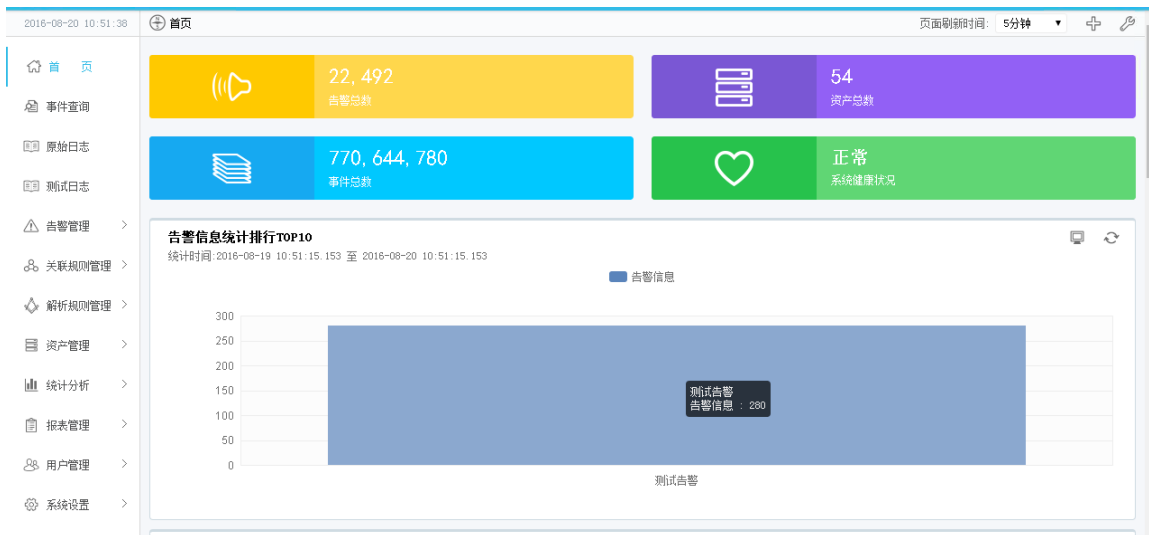 2016-08-20 10:51:38
首页
页面刷新时间: 5分钟
首 页
事件查询
原始日志
测试日志
告警管理
关联规则管理
解析规则管理
资产管理
统计分析
报表管理
用户管理
系统设置
22, 492
告警总数
54
资产总数
770, 644, 780
事件总数
正常
系统健康状况
告警信息统计排行TOP10
统计时间:2016-08-19 10:51:15.153 至 2016-08-20 10:51:15.153
告警信息
300
250
200
150
100
50
0
测试告警
告警信息 : 280
测试告警